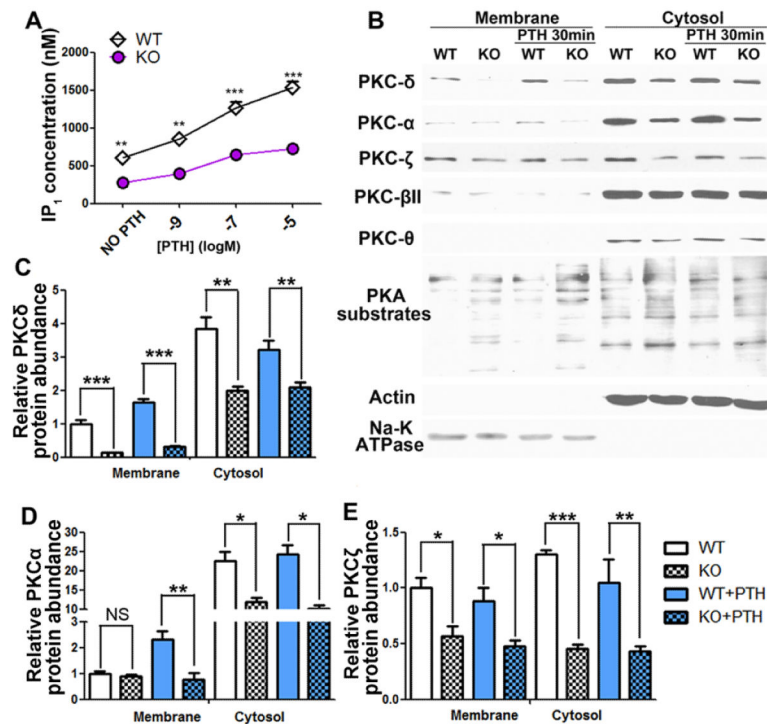 A
WT
KO
IP1 concentration (nM)
2000
1500
1000
500
0
**
**
***
***
NO PTH
-9
-7
-5
[PTH] (logM)
B
Membrane
Cytosol
PTH 30min
PTH 30min
WT KO WT KO WT KO WT KO
PKC-δ
PKC-α
PKC-ζ
PKC-βII
PKC-θ
PKA
substrates
Actin
Na-K
ATPase
C
Relative PKCδ
protein abundance
5
4
3
2
1
0
***
***
**
**
Membrane
Cytosol
D
Relative PKCα
protein abundance
30
25
20
15
10
4
3
2
1
0
NS
**
*
*
Membrane
Cytosol
E
Relative PKCζ
protein abundance
1.5
1.0
0.5
0.0
*
*
***
**
Membrane
Cytosol
WT
KO
WT+PTH
KO+PTH